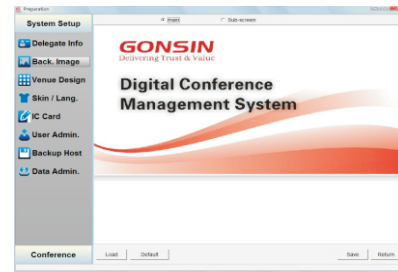 Preparation
System Setup
Main
Sub-screen
Delegate Info
Back. Image
Venue Design
Skin / Lang.
IC Card
User Admin.
Backup Host
Data Admin.
GONSIN
Delivering Trust & Value
Digital Conference
Management System
Conference
Load
Default
Save
Return